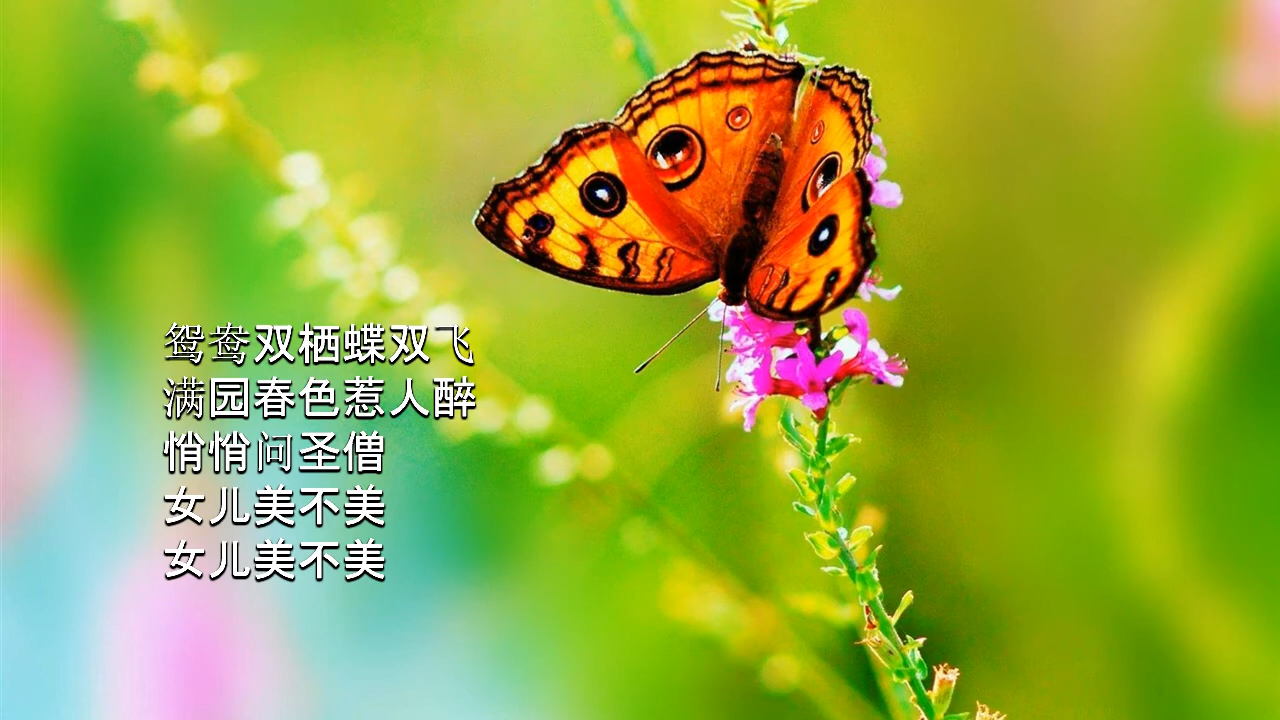 鸳鸯双栖蝶双飞
满园春色惹人醉
悄悄问圣僧
女儿美不美
女儿美不美